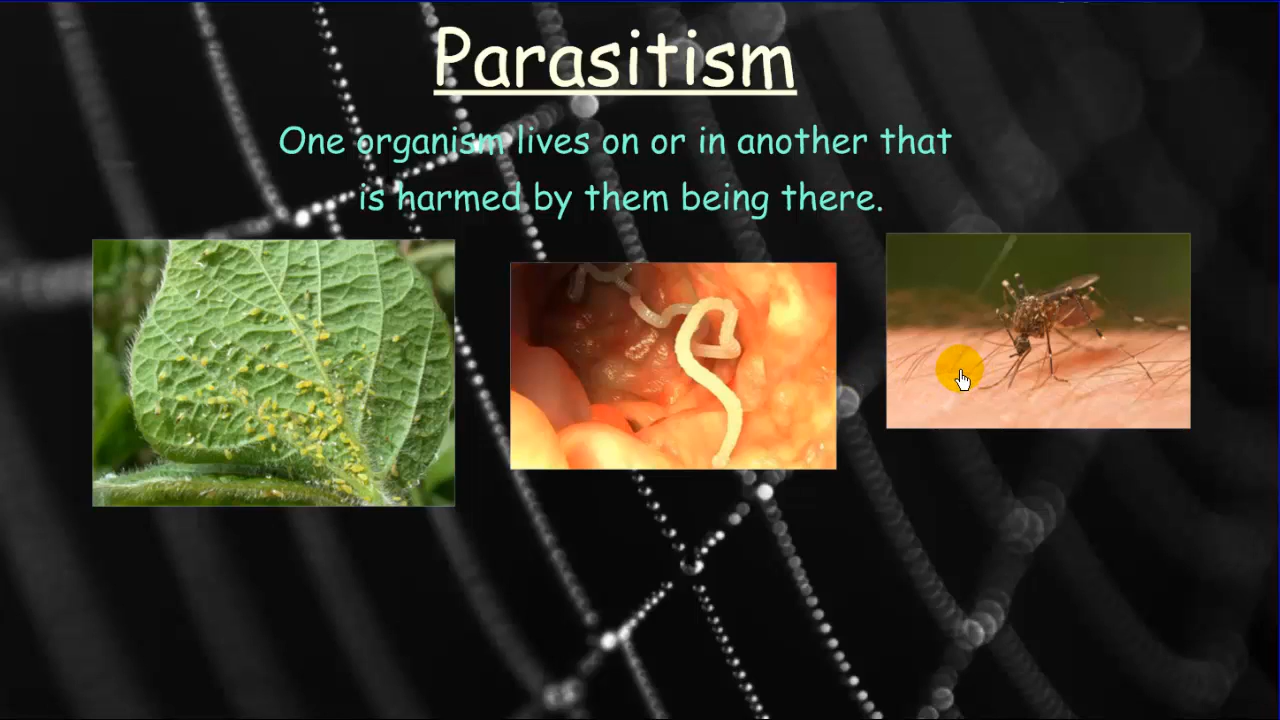 Parasitism
One organism lives on or in another that
is harmed by them being there.